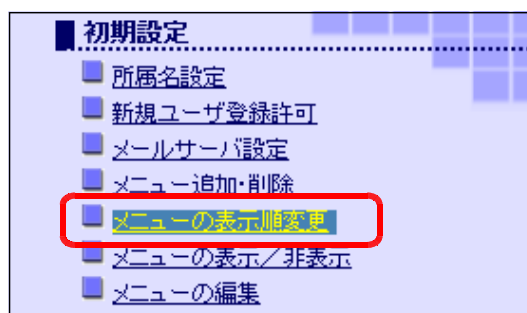 初期設定
所属名設定
新規ユーザ登録許可
メールサーバ設定
メニュー追加・削除
メニューの表示順変更
メニューの表示／非表示
メニューの編集